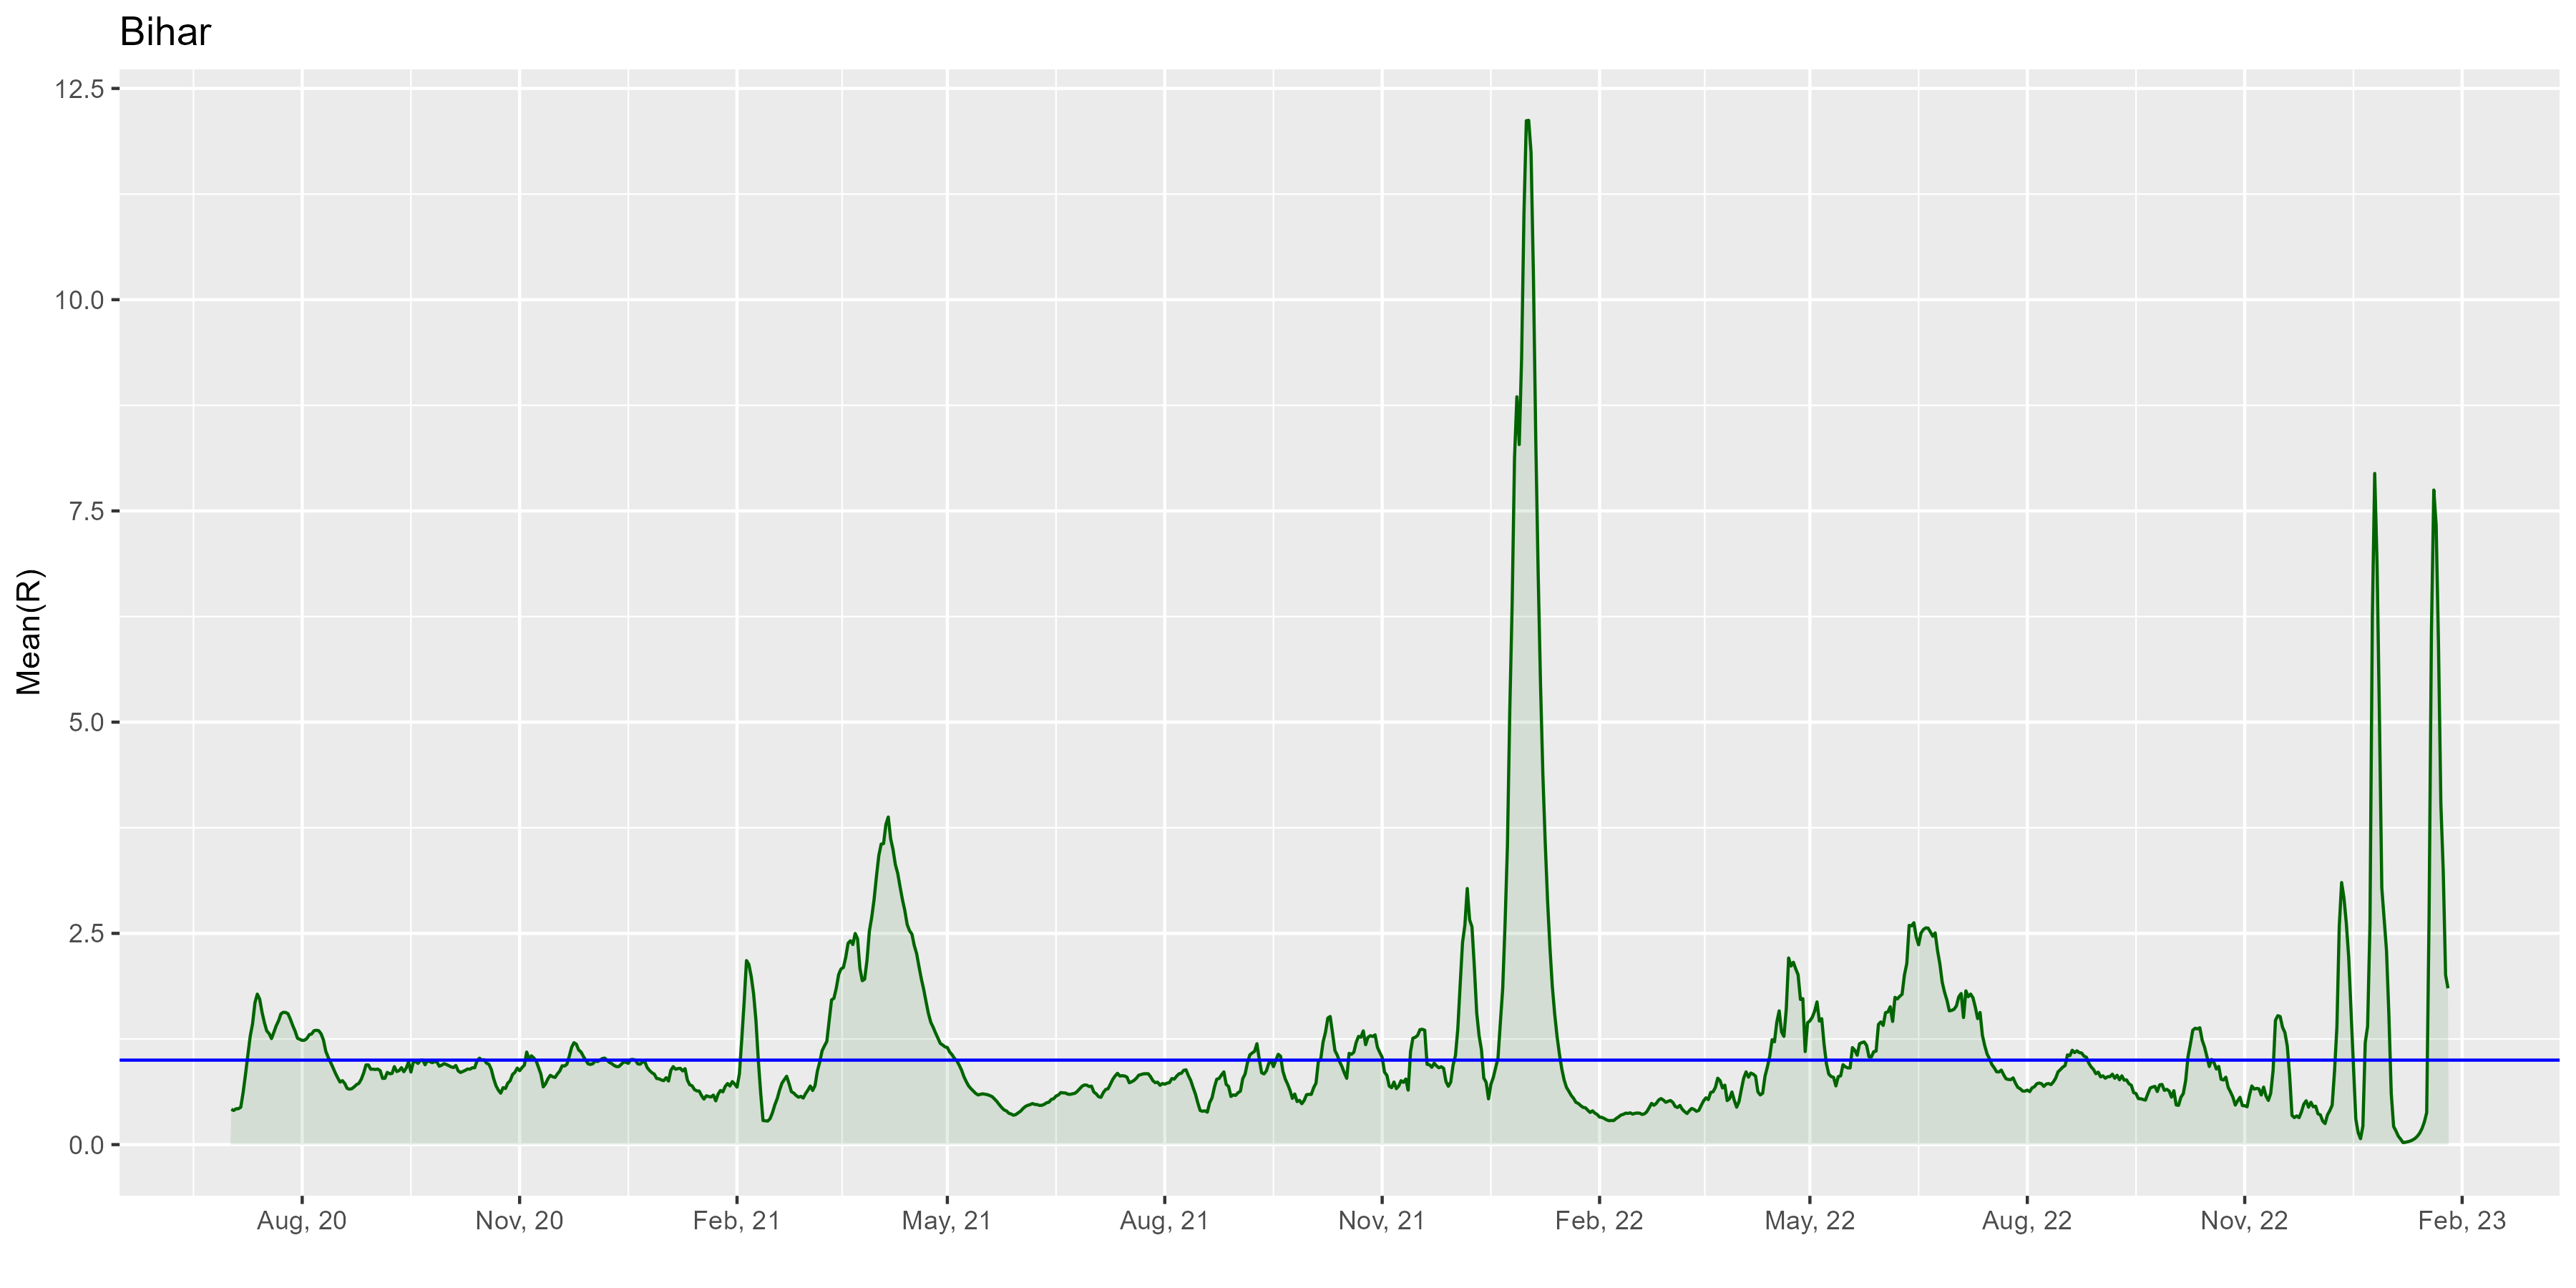 Bihar
12.5
10.0
7.5
5.0
2.5
0.0
Mean(R)
Aug, 20
Nov, 20
Feb, 21
May, 21
Aug, 21
Nov, 21
Feb, 22
May, 22
Aug, 22
Nov, 22
Feb, 23